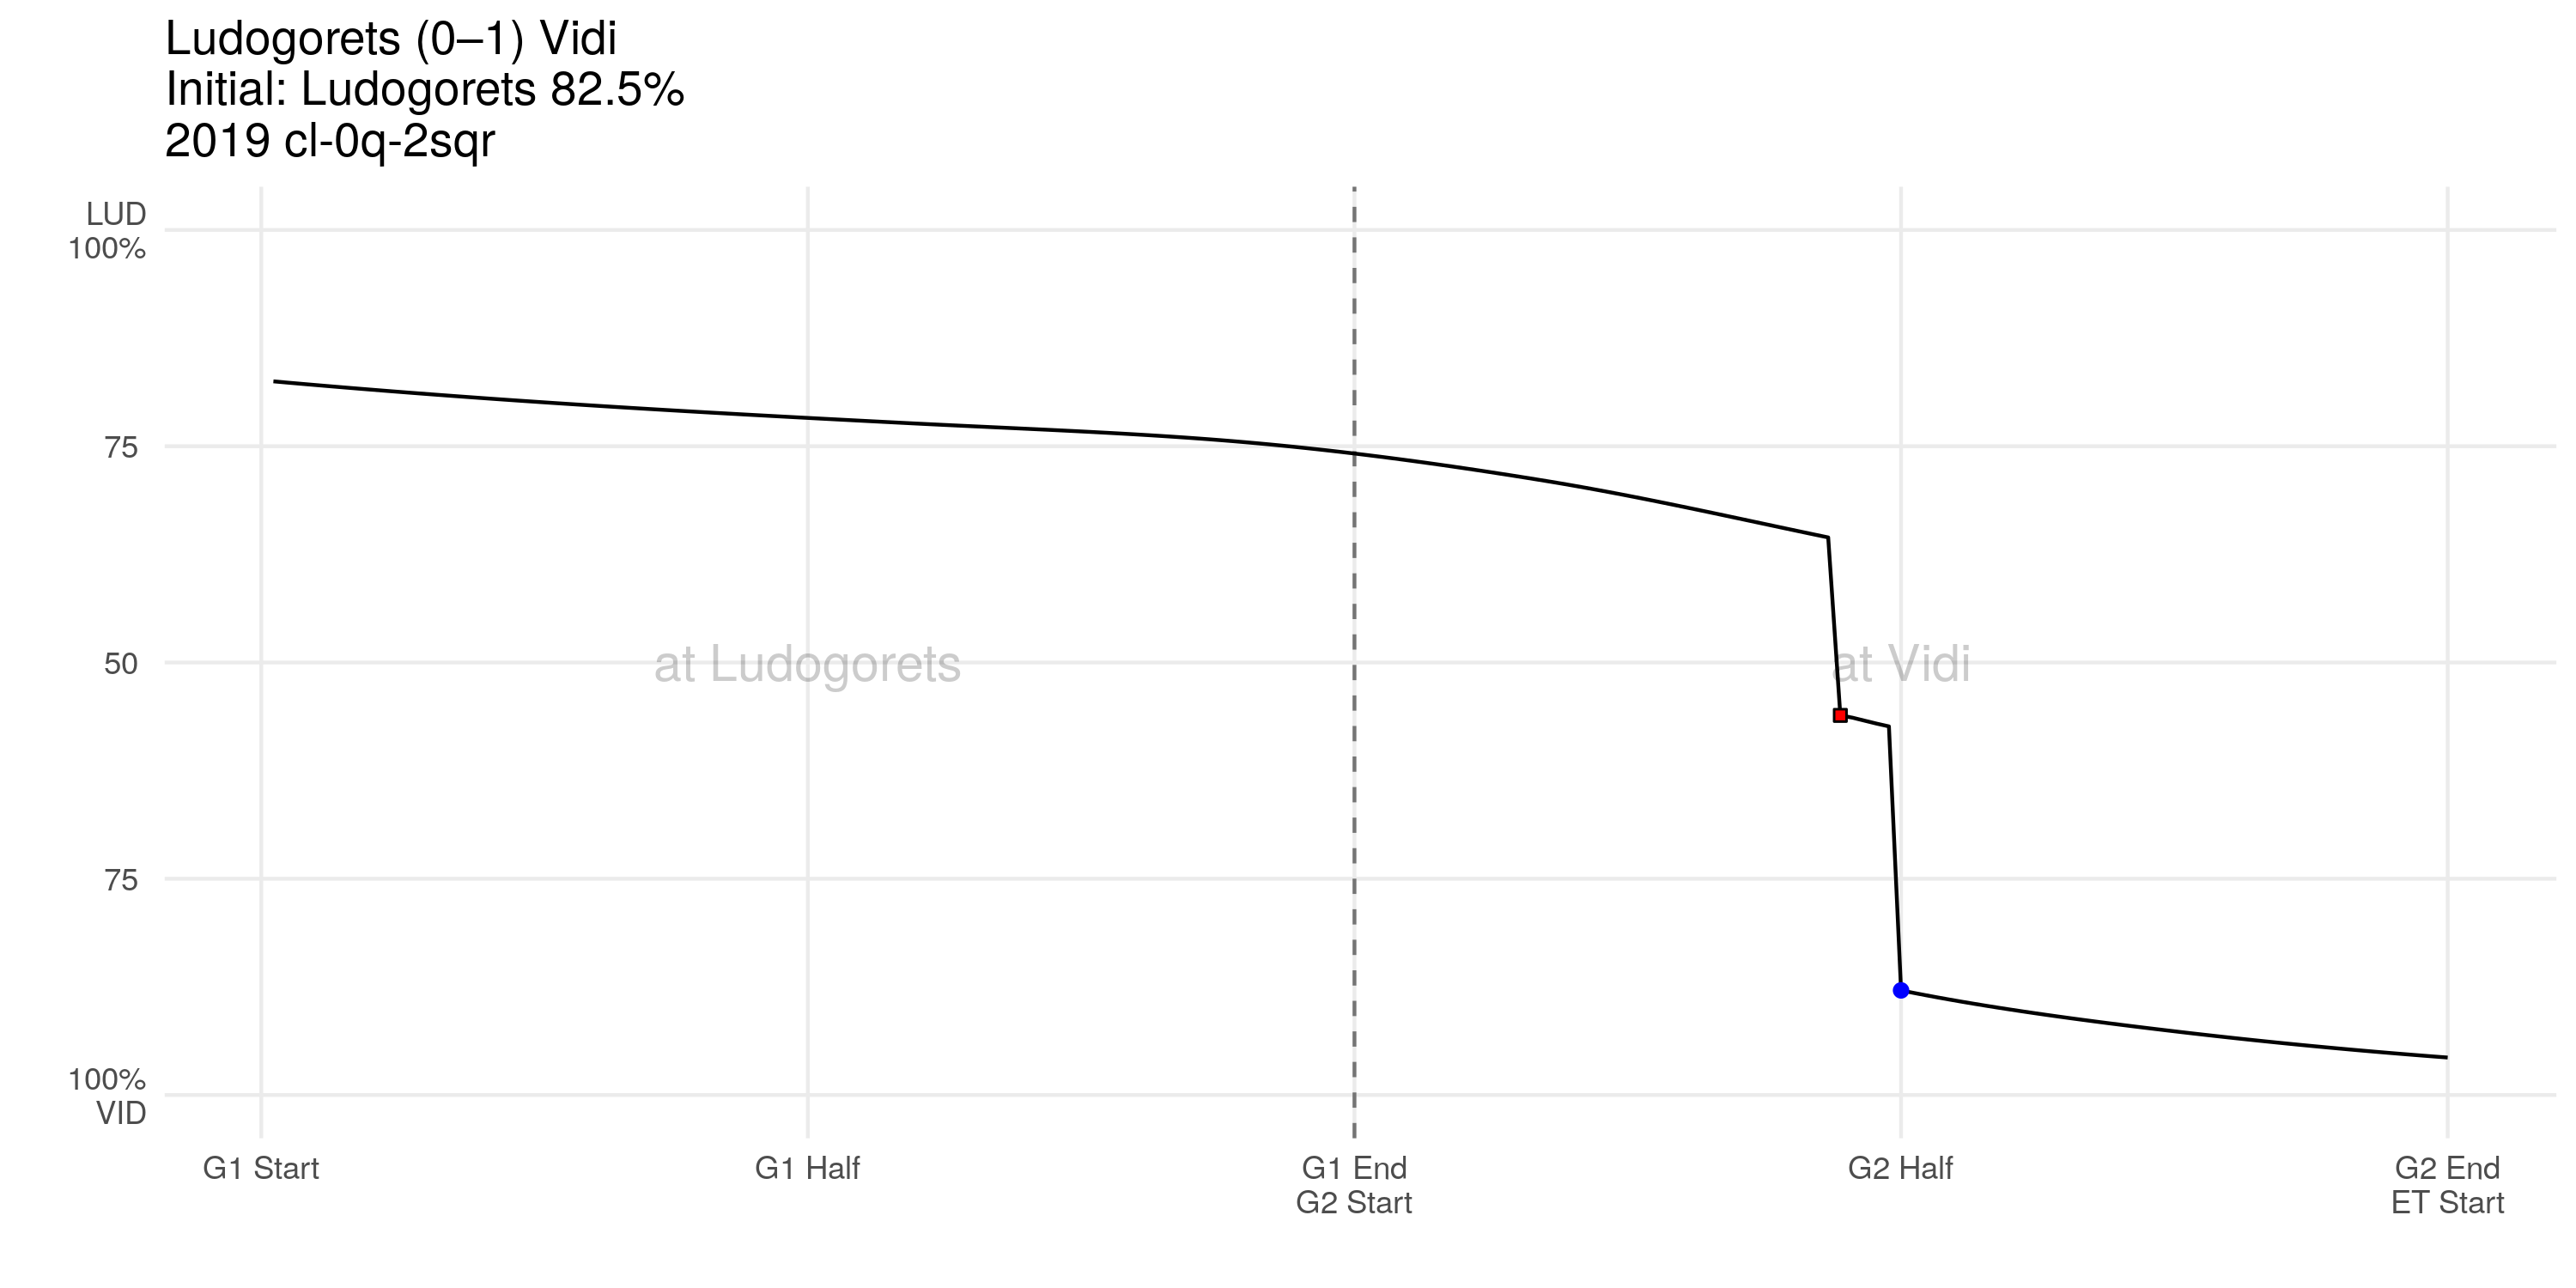 Ludogorets (0–1) Vidi
Initial: Ludogorets 82.5%
2019 cl-0q-2sqr
LUD
100%
75
50
75
100%
VID
at Ludogorets
at Vidi
G1 Start
G1 Half
G1 End
G2 Start
G2 Half
G2 End
ET Start